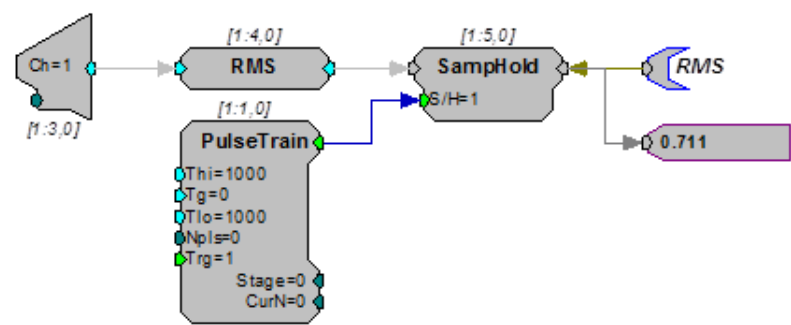 Ch=1
[1:3,0]
[1:4,0]
RMS
[1:5,0]
SampHold
S/H=1
RMS
0.711
[1:1,0]
PulseTrain
Thi=1000
Tg=0
Tlo=1000
Npls=0
Trg=1
Stage=0
CurN=0